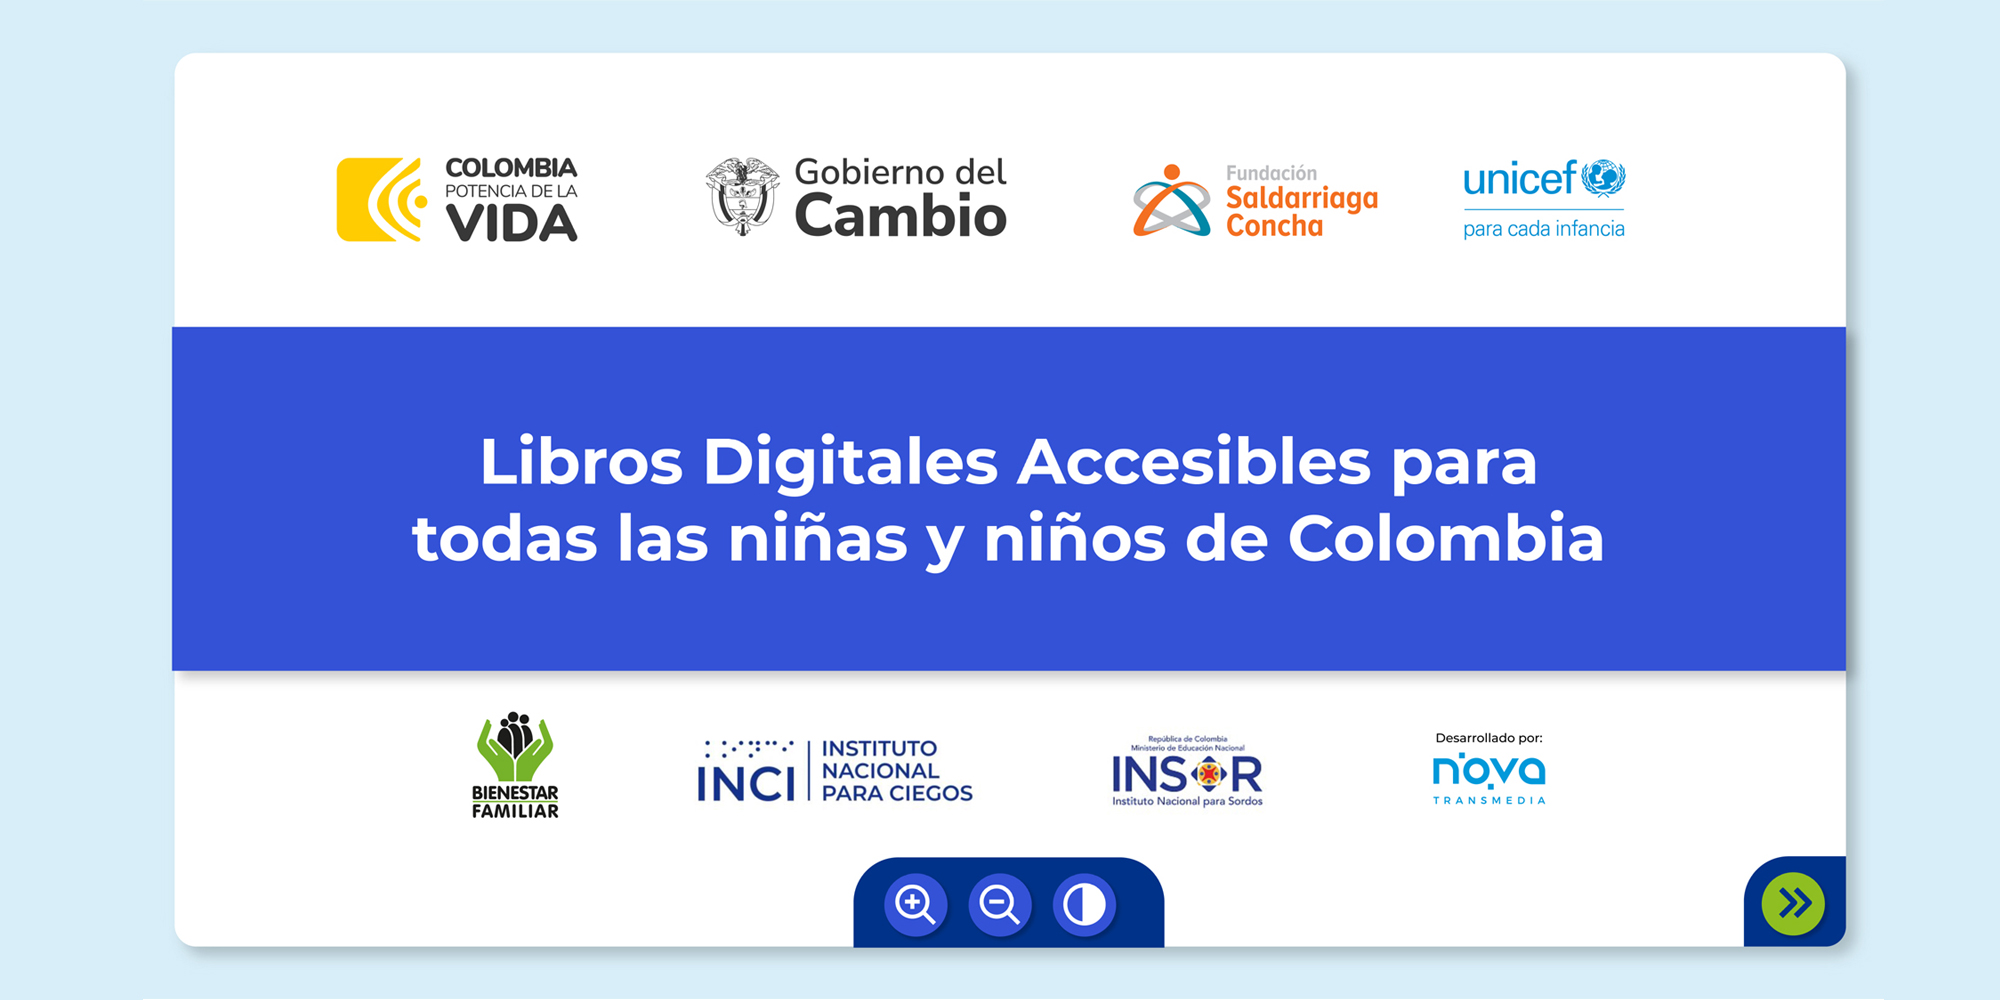 COLOMBIA
POTENCIA DE LA
VIDA
Gobierno del
Cambio
Fundación
Saldarriaga
Concha
unicef
para cada infancia
Libros Digitales Accesibles para
todas las niñas y niños de Colombia
BIENESTAR
FAMILIAR
INCI
INSTITUTO
NACIONAL
PARA CIEGOS
República de Colombia
Ministerio de Educación Nacional
INSOR
Instituto Nacional para Sordos
Desarrollado por:
nova
TRANSMEDIA